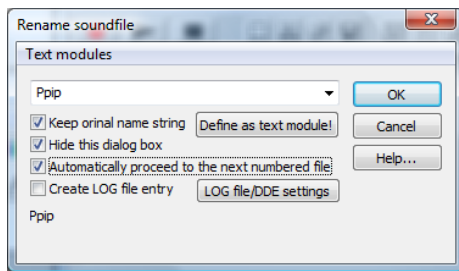 Rename soundfile
Text modules
Ppip
OK
Keep orinal name string
Define as text module!
Cancel
Hide this dialog box
Help...
Automatically proceed to the next numbered file
Create LOG file entry
LOG file/DDE settings
Ppip